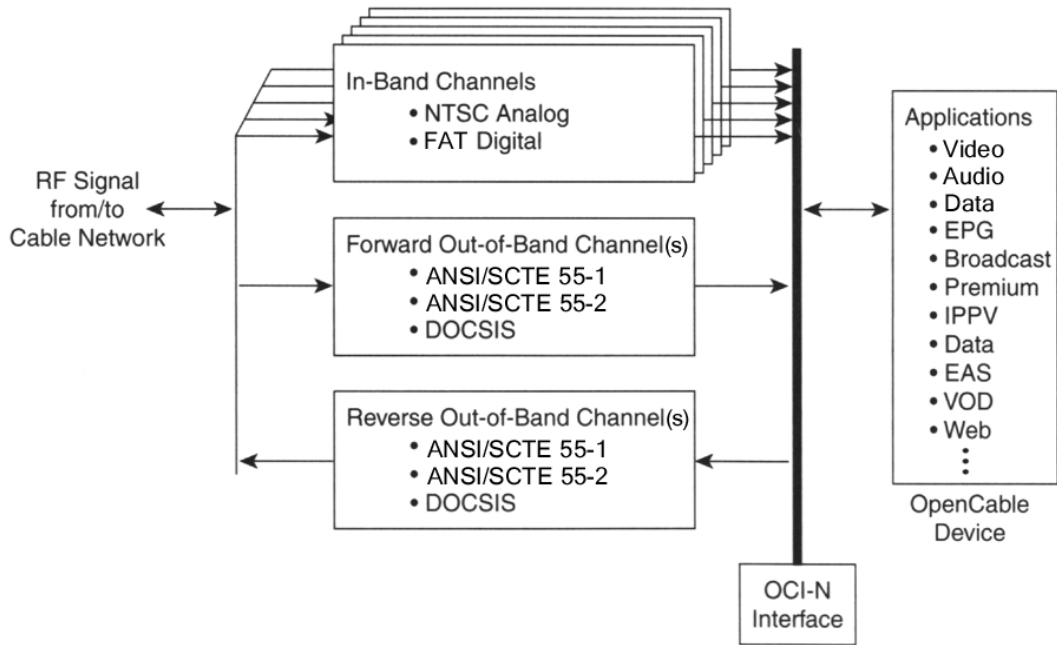 In-Band Channels
• NTSC Analog
• FAT Digital
RF Signal
from/to
Cable Network
Forward Out-of-Band Channel(s)
• ANSI/SCTE 55-1
• ANSI/SCTE 55-2
• DOCSIS
Reverse Out-of-Band Channel(s)
• ANSI/SCTE 55-1
• ANSI/SCTE 55-2
• DOCSIS
Applications
• Video
• Audio
• Data
• EPG
• Broadcast
• Premium
• IPPV
• Data
• EAS
• VOD
• Web
OpenCable
Device
OCI-N
Interface